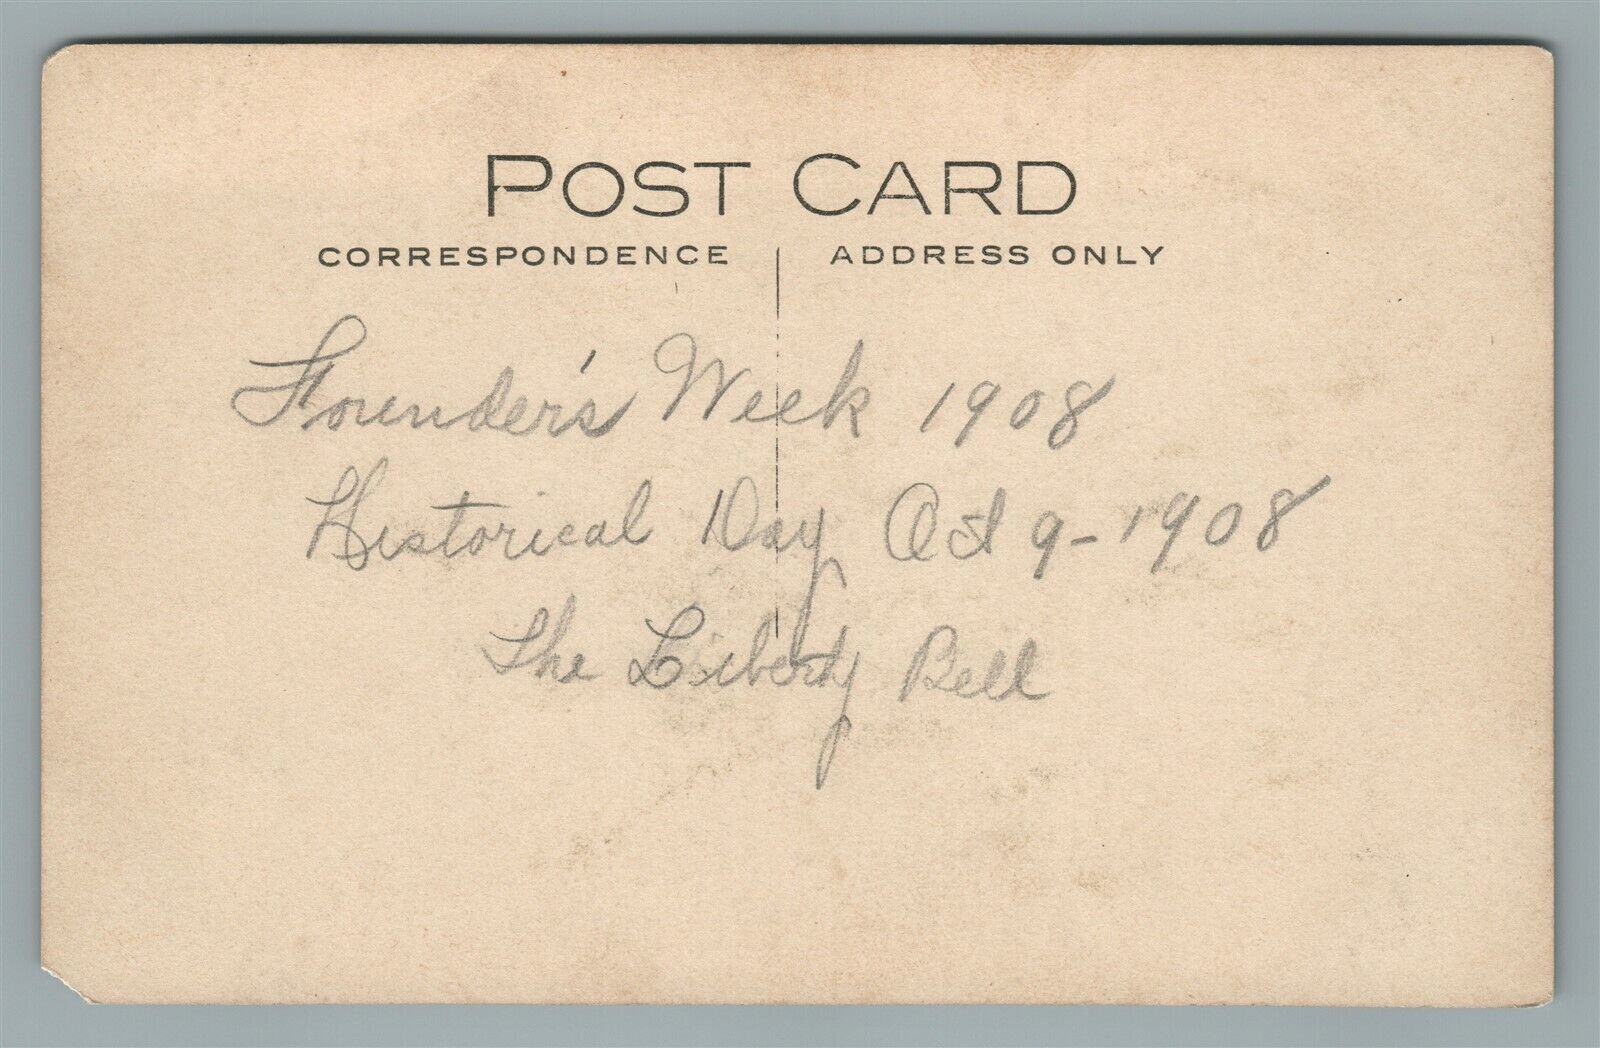 POST CARD
CORRESPONDENCE ADDRESS ONLY
Founder's Week 1908
Historical Day Oct 9-1908
The Liberty Bell